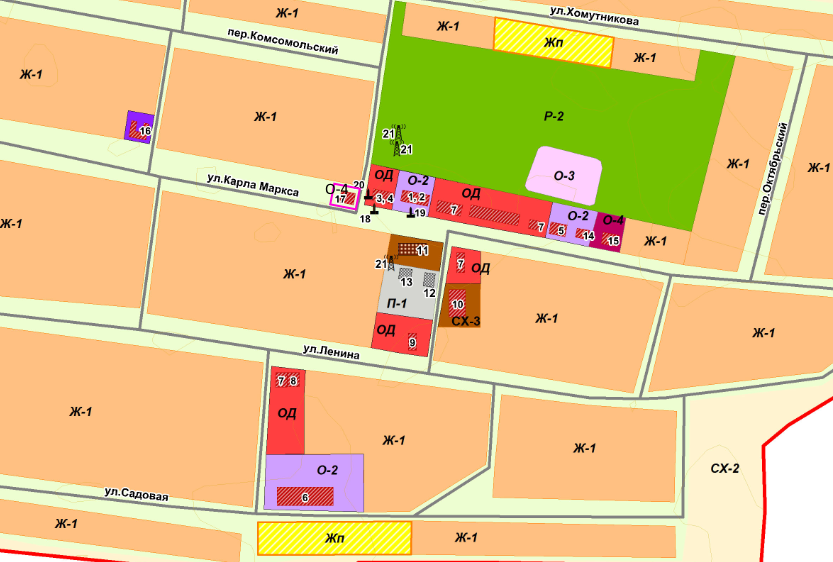 ул.Хомутникова
Ж-1
Ж-1
Жп
Ж-1
пер.Комсомольский
Ж-1
Ж-1
Р-2
16
21
21
Ж-1
Ж-1
О-3
пер.Октябрьский
ул.Карла Маркса
О-4
17
20
ОД
3, 4
О-2
1, 2
ОД
7
7
О-2
5
14
О-4
15
18
19
Ж-1
Ж-1
21
11
13
12
П-1
ОД
9
7
ОД
10
СХ-3
Ж-1
Ж-1
Ж-1
ул.Ленина
7 8
ОД
Ж-1
Ж-1
Ж-1
О-2
6
СХ-2
ул.Садовая
Ж-1
Жп
Ж-1